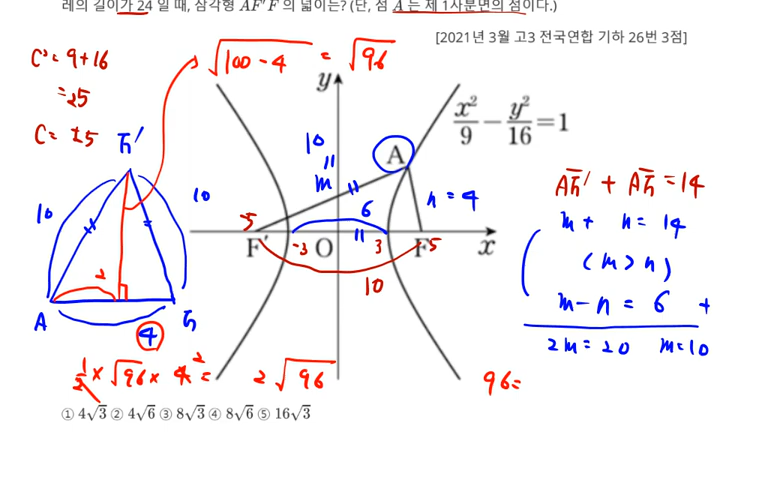 레의 길이가 24 일 때, 삼각형 AF'F 의 넓이는? (단, 점 A 는 제 1사분면의 점이다.)
[2021년 3월 고3 전국연합 기하 26번 3점]
C² = 9+16
= 25
C = ±5
√100-4 = √96
y
x²/9 - y²/16 = 1
10
=
m
A
n = 4
6
=
5
-3
3
5
F'
O
F
x
10
F'
10
10
2
A
F
4
AF' + AF = 14
m + n = 14
(m > n)
m - n = 6 +
2m = 20 m = 10
1/2 × √96 × 4 2 = 2√96
96=
① 4√3 ② 4√6 ③ 8√3 ④ 8√6 ⑤ 16√3